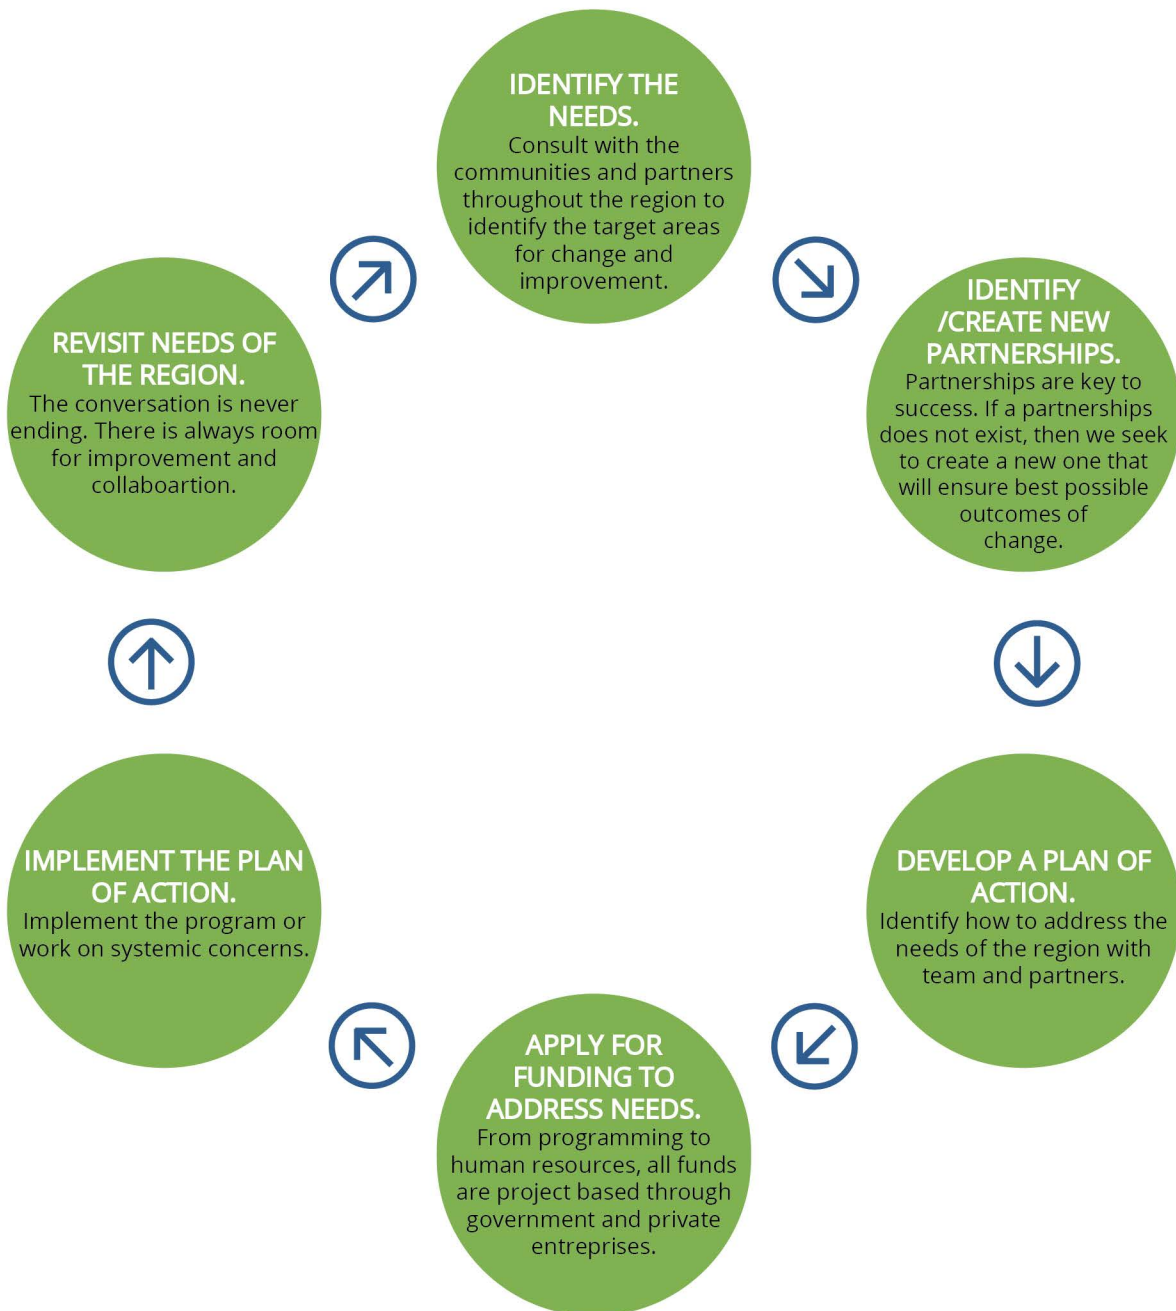 IDENTIFY THE
NEEDS.
Consult with the
communities and partners
throughout the region to
identify the target areas
for change and
improvement.
IDENTIFY
/CREATE NEW
PARTNERSHIPS.
Partnerships are key to
success. If a partnerships
does not exist, then we seek
to create a new one that
will ensure best possible
outcomes of
change.
DEVELOP A PLAN OF
ACTION.
Identify how to address the
needs of the region with
team and partners.
APPLY FOR
FUNDING TO
ADDRESS NEEDS.
From programming to
human resources, all funds
are project based through
government and private
entreprises.
IMPLEMENT THE PLAN
OF ACTION.
Implement the program or
work on systemic concerns.
REVISIT NEEDS OF
THE REGION.
The conversation is never
ending. There is always room
for improvement and
collaboartion.